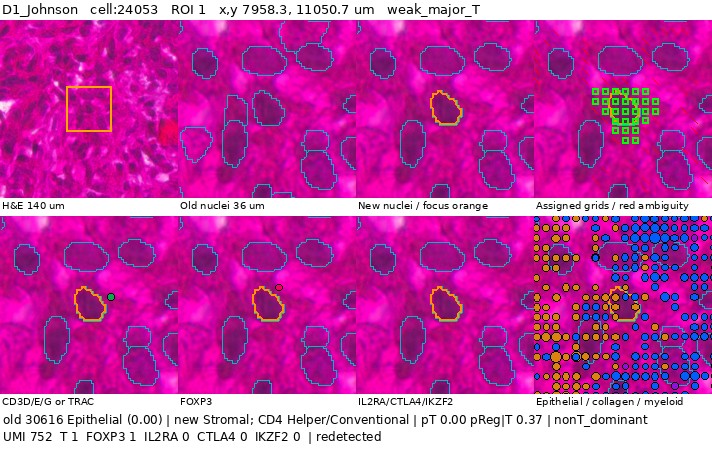 D1_Johnson cell:24053 ROI 1 x,y 7958.3, 11050.7 um weak_major_T
H&E 140 um
Old nuclei 36 um
New nuclei / focus orange
Assigned grids / red ambiguity
CD3D/E/G or TRAC
FOXP3
IL2RA/CTLA4/IKZF2
Epithelial / collagen / myeloid
old 30616 Epithelial (0.00) | new Stromal; CD4 Helper/Conventional | pT 0.00 pReg|T 0.37 | nonT_dominant
UMI 752 T 1 FOXP3 1 IL2RA 0 CTLA4 0 IKZF2 0 | redetected